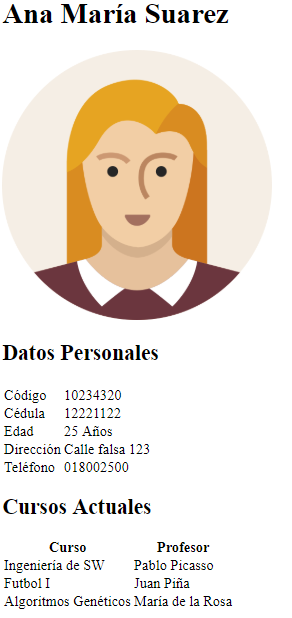 Ana María Suarez
Datos Personales
Código 10234320
Cédula 12221122
Edad 25 Años
Dirección Calle falsa 123
Teléfono 018002500
Cursos Actuales
Curso Profesor
Ingeniería de SW Pablo Picasso
Futbol I Juan Piña
Algoritmos Genéticos María de la Rosa